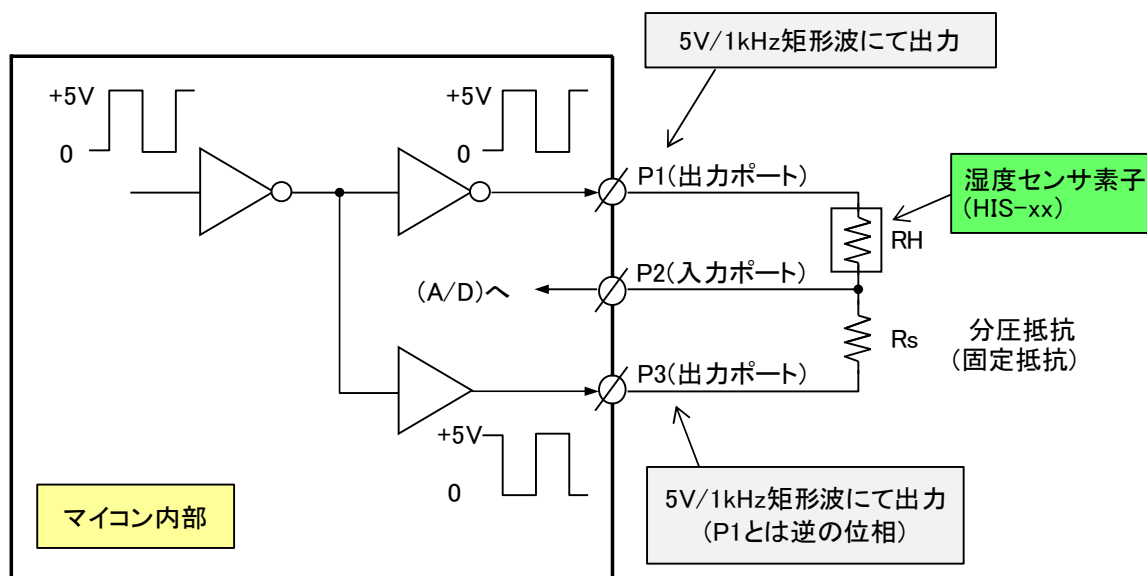 5V/1kHz矩形波にて出力
+5V
0
+5V
0
P1(出力ポート)
湿度センサ素子
(HIS-xx)
RH
(A/D)へ
P2(入力ポート)
Rs
分圧抵抗
(固定抵抗)
P3(出力ポート)
+5V
0
マイコン内部
5V/1kHz矩形波にて出力
(P1とは逆の位相)